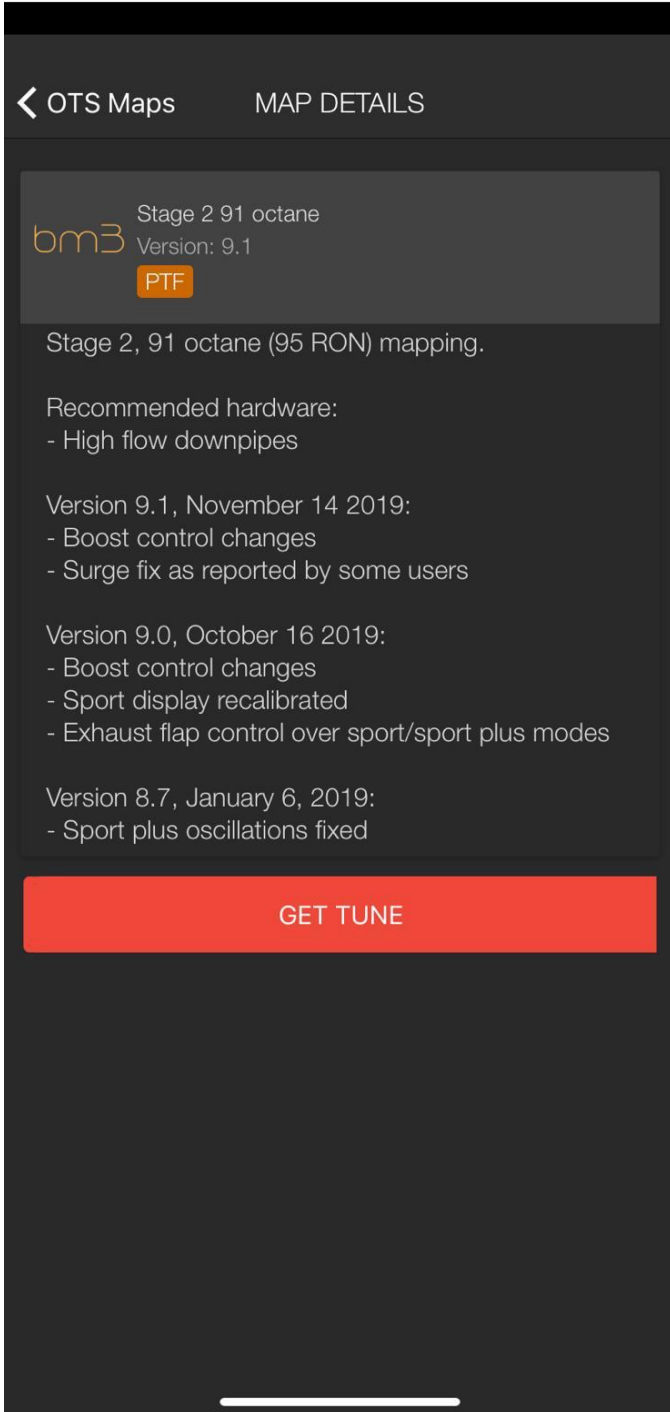 OTS Maps
MAP DETAILS
bm3
Stage 2 91 octane
Version: 9.1
PTF
Stage 2, 91 octane (95 RON) mapping.
Recommended hardware:
- High flow downpipes
Version 9.1, November 14 2019:
- Boost control changes
- Surge fix as reported by some users
Version 9.0, October 16 2019:
- Boost control changes
- Sport display recalibrated
- Exhaust flap control over sport/sport plus modes
Version 8.7, January 6, 2019:
- Sport plus oscillations fixed
GET TUNE